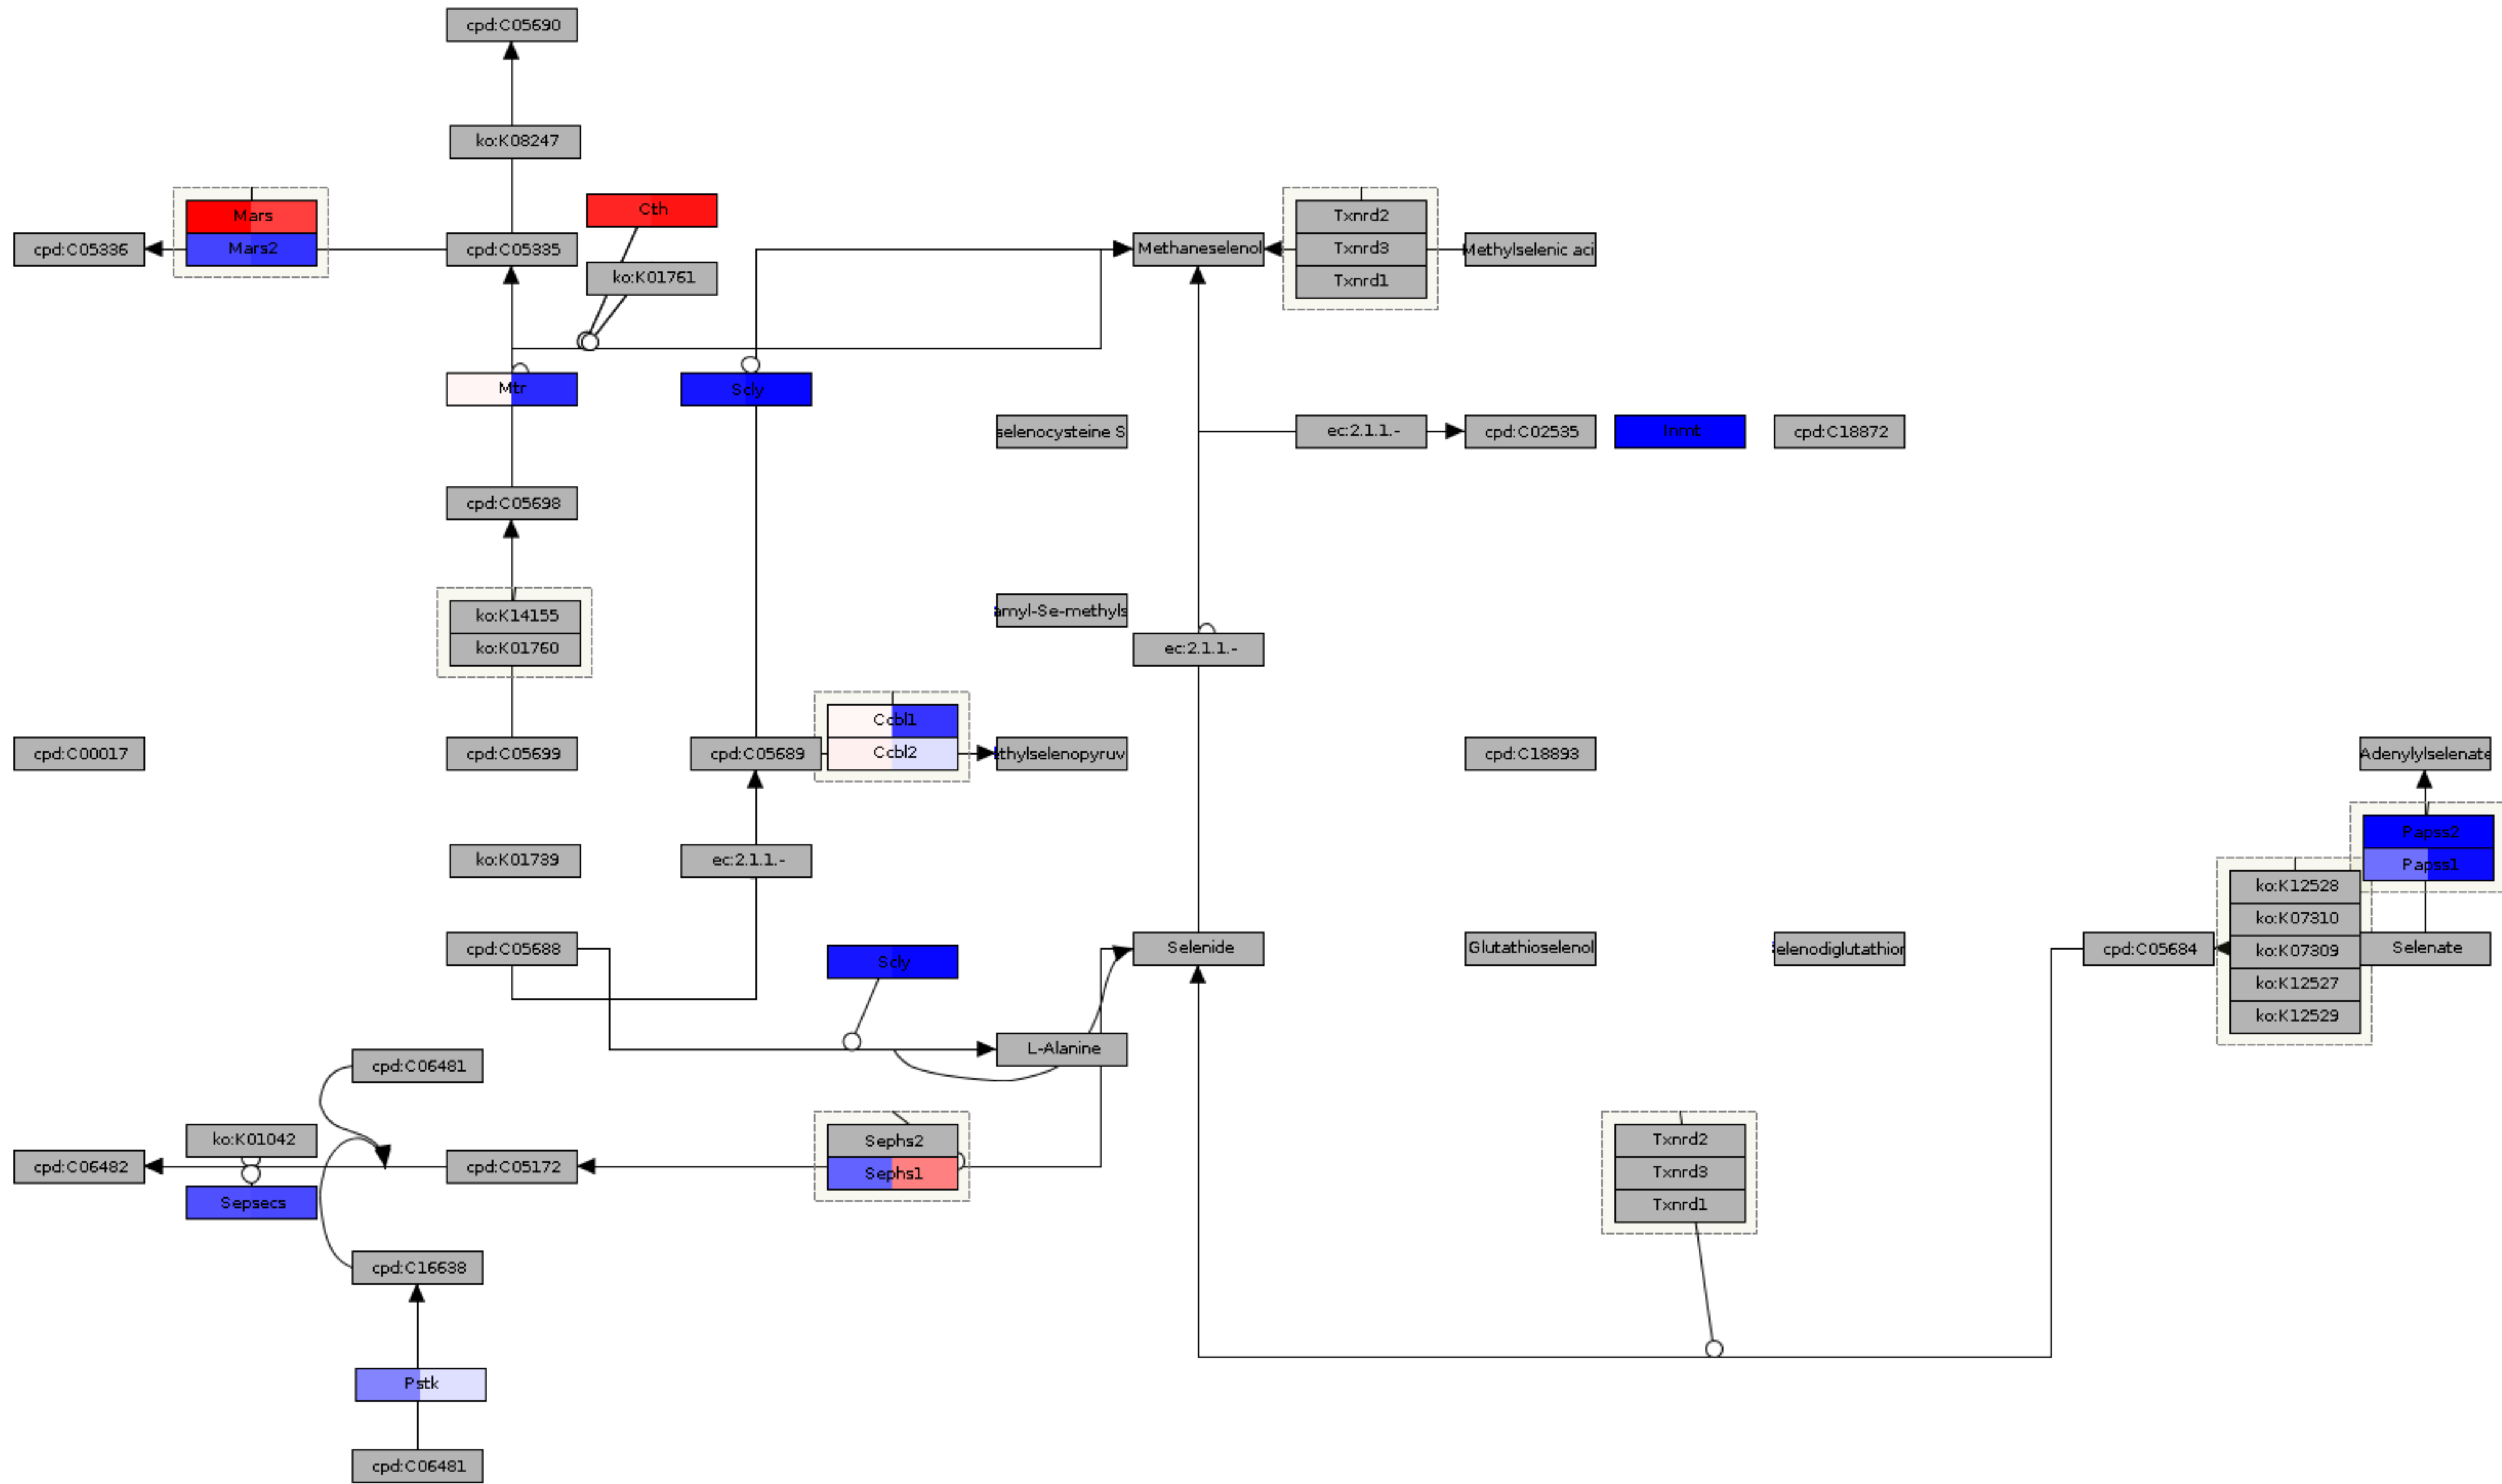 cpd:C05690
ko:K08247
Cth
Mars
Txnrd2
cpd:C05336
Mars2
cpd:C05335
Methaneselenol
Txnrd3
Methylselenic aci
ko:K01761
Txnrd1
Mtr
Scly
selenocysteine S
ec:2.1.1.-
cpd:C02535
Inmt
cpd:C18872
cpd:C05698
ko:K14155
amyl-Se-methyls
ko:K01760
ec:2.1.1.-
Ccbl1
cpd:C00017
cpd:C05699
cpd:C05689
Ccbl2
thylselenopyruv
cpd:C18893
Adenylylselenate
Papss2
ko:K01739
ec:2.1.1.-
Papss1
ko:K12528
ko:K07310
cpd:C05688
Scly
Selenide
Glutathioselenol
elenodiglutathior
cpd:C05684
ko:K07309
Selenate
ko:K12527
ko:K12529
L-Alanine
cpd:C06481
ko:K01042
Sephs2
Txnrd2
cpd:C06482
cpd:C05172
Sephs1
Txnrd3
Sepsecs
Txnrd1
cpd:C16638
Pstk
cpd:C06481